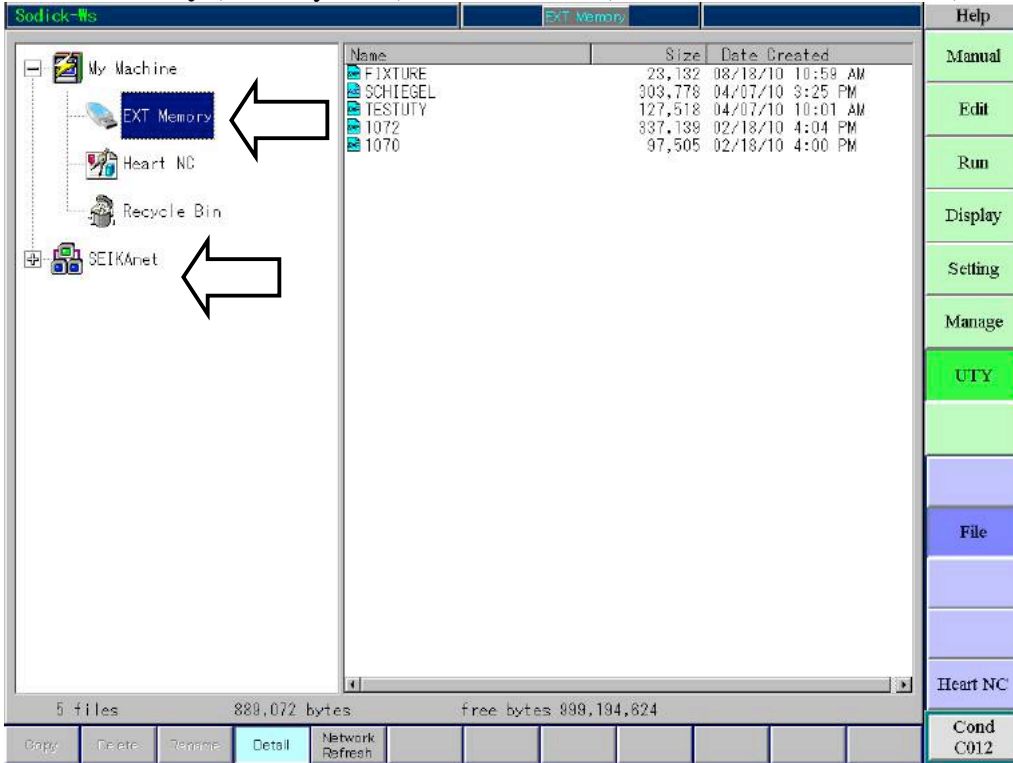 Sodick-Ws EXT Memory Help
Name Size Date Created
FIXTURE 23,132 08/18/10 10:59 AM
SCHIEGEL 303,778 04/07/10 3:25 PM
TESTUTY 127,518 04/07/10 10:01 AM
1072 337,139 02/18/10 4:04 PM
1070 97,505 02/18/10 4:00 PM
My Machine
EXT Memory
Heart NC
Recycle Bin
SEIKAnet
Manual
Edit
Run
Display
Setting
Manage
UTY
File
Heart NC
Cond
C012
5 files 889,072 bytes free bytes 999,194,624
Copy Delete Rename Detail Network
Refresh